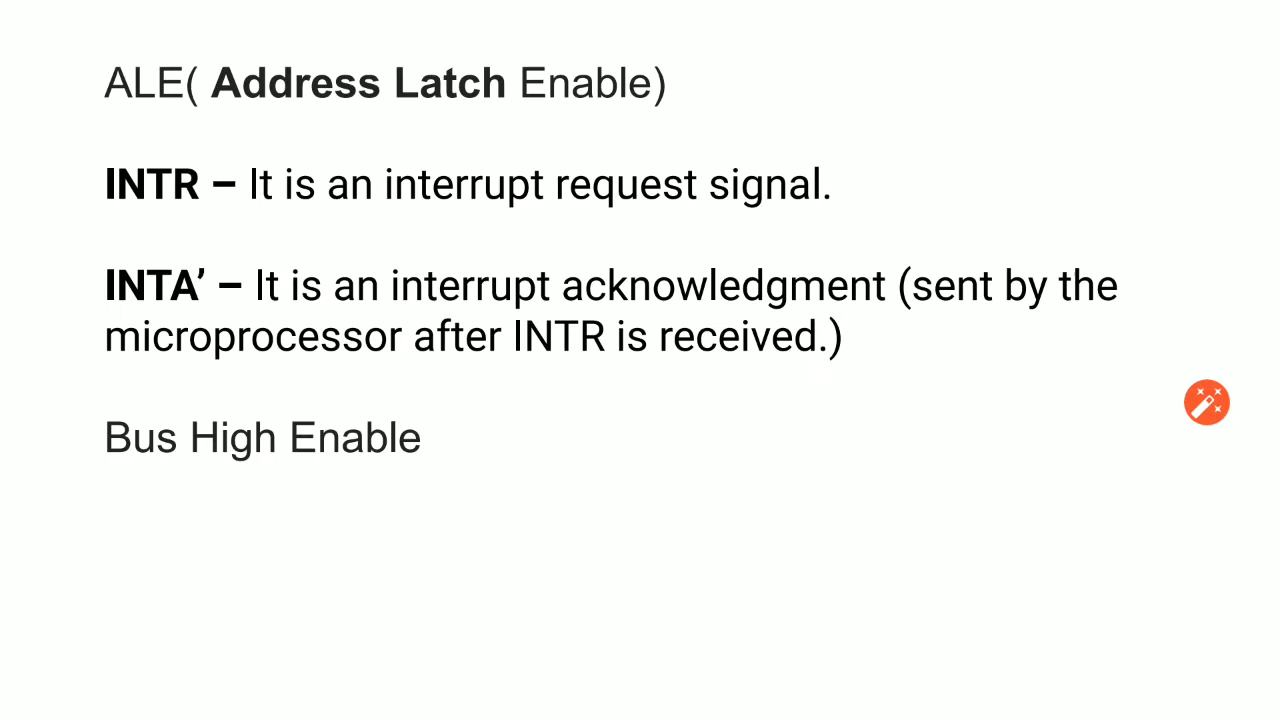 ALE( Address Latch Enable)
INTR – It is an interrupt request signal.
INTA’ – It is an interrupt acknowledgment (sent by the
microprocessor after INTR is received.)
Bus High Enable